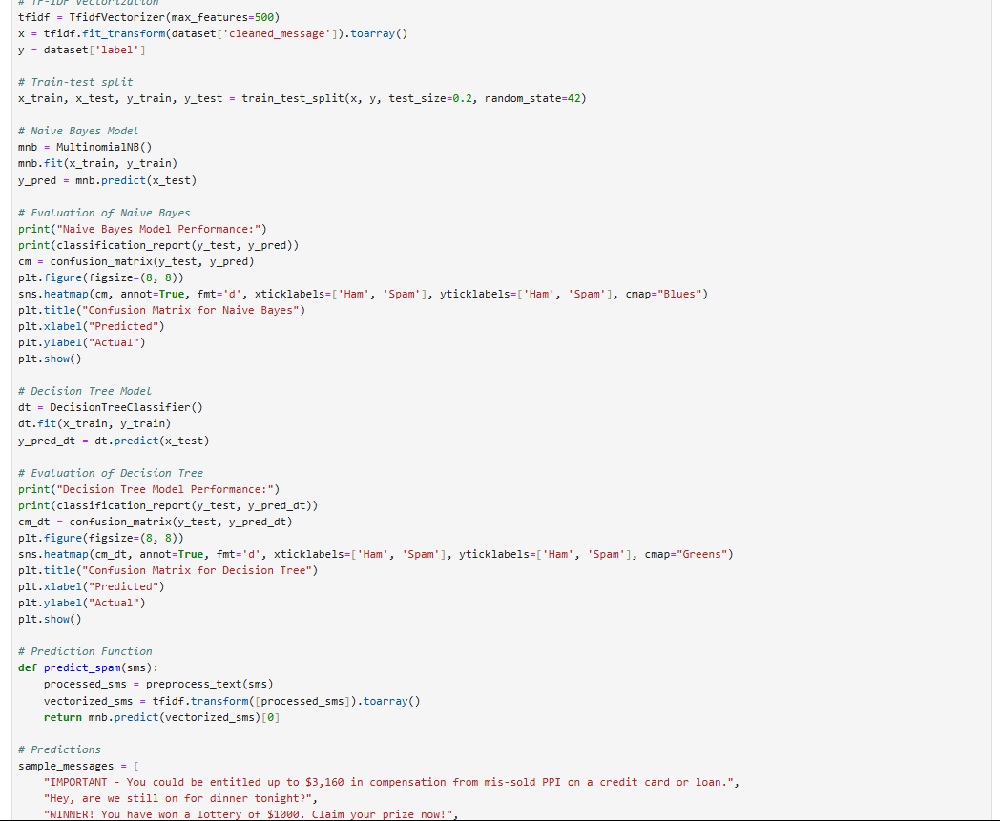 # TF-IDF Vectorization
tfidf = TfidfVectorizer(max_features=500)
x = tfidf.fit_transform(dataset['cleaned_message']).toarray()
y = dataset['label']

# Train-test split
x_train, x_test, y_train, y_test = train_test_split(x, y, test_size=0.2, random_state=42)

# Naive Bayes Model
mnb = MultinomialNB()
mnb.fit(x_train, y_train)
y_pred = mnb.predict(x_test)

# Evaluation of Naive Bayes
print("Naive Bayes Model Performance:")
print(classification_report(y_test, y_pred))
cm = confusion_matrix(y_test, y_pred)
plt.figure(figsize=(8, 8))
sns.heatmap(cm, annot=True, fmt='d', xticklabels=['Ham', 'Spam'], yticklabels=['Ham', 'Spam'], cmap="Blues")
plt.title("Confusion Matrix for Naive Bayes")
plt.xlabel("Predicted")
plt.ylabel("Actual")
plt.show()

# Decision Tree Model
dt = DecisionTreeClassifier()
dt.fit(x_train, y_train)
y_pred_dt = dt.predict(x_test)

# Evaluation of Decision Tree
print("Decision Tree Model Performance:")
print(classification_report(y_test, y_pred_dt))
cm_dt = confusion_matrix(y_test, y_pred_dt)
plt.figure(figsize=(8, 8))
sns.heatmap(cm_dt, annot=True, fmt='d', xticklabels=['Ham', 'Spam'], yticklabels=['Ham', 'Spam'], cmap="Greens")
plt.title("Confusion Matrix for Decision Tree")
plt.xlabel("Predicted")
plt.ylabel("Actual")
plt.show()

# Prediction Function
def predict_spam(sms):
    processed_sms = preprocess_text(sms)
    vectorized_sms = tfidf.transform([processed_sms]).toarray()
    return mnb.predict(vectorized_sms)[0]

# Predictions
sample_messages = [
    "IMPORTANT - You could be entitled up to $3,160 in compensation from mis-sold PPI on a credit card or loan.",
    "Hey, are we still on for dinner tonight?",
    "WINNER! You have won a lottery of $1000. Claim your prize now!",